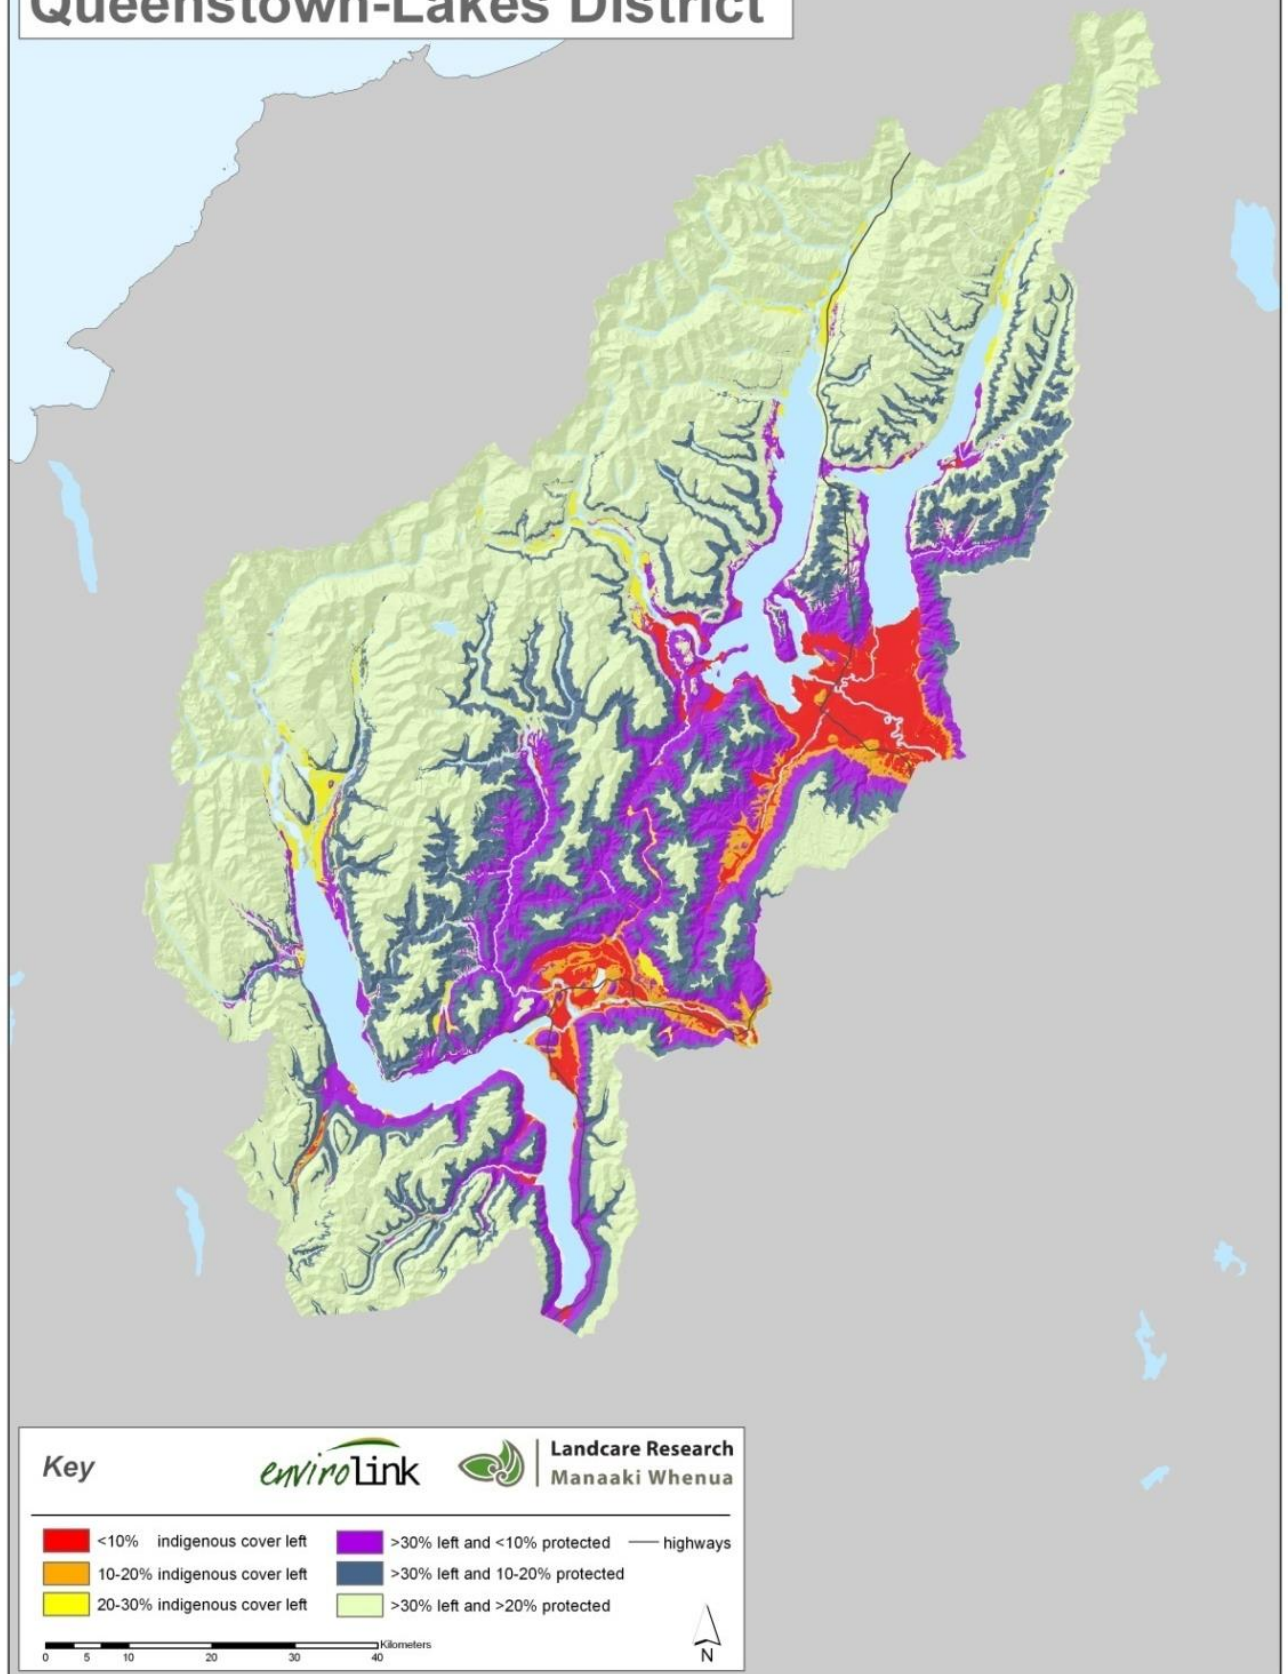 Queenstown-Lakes District
Key
envirolink
Landcare Research
Manaaki Whenua
<10% indigenous cover left
10-20% indigenous cover left
20-30% indigenous cover left
>30% left and <10% protected
>30% left and 10-20% protected
>30% left and >20% protected
highways
Kilometers
0 5 10 20 30 40
N